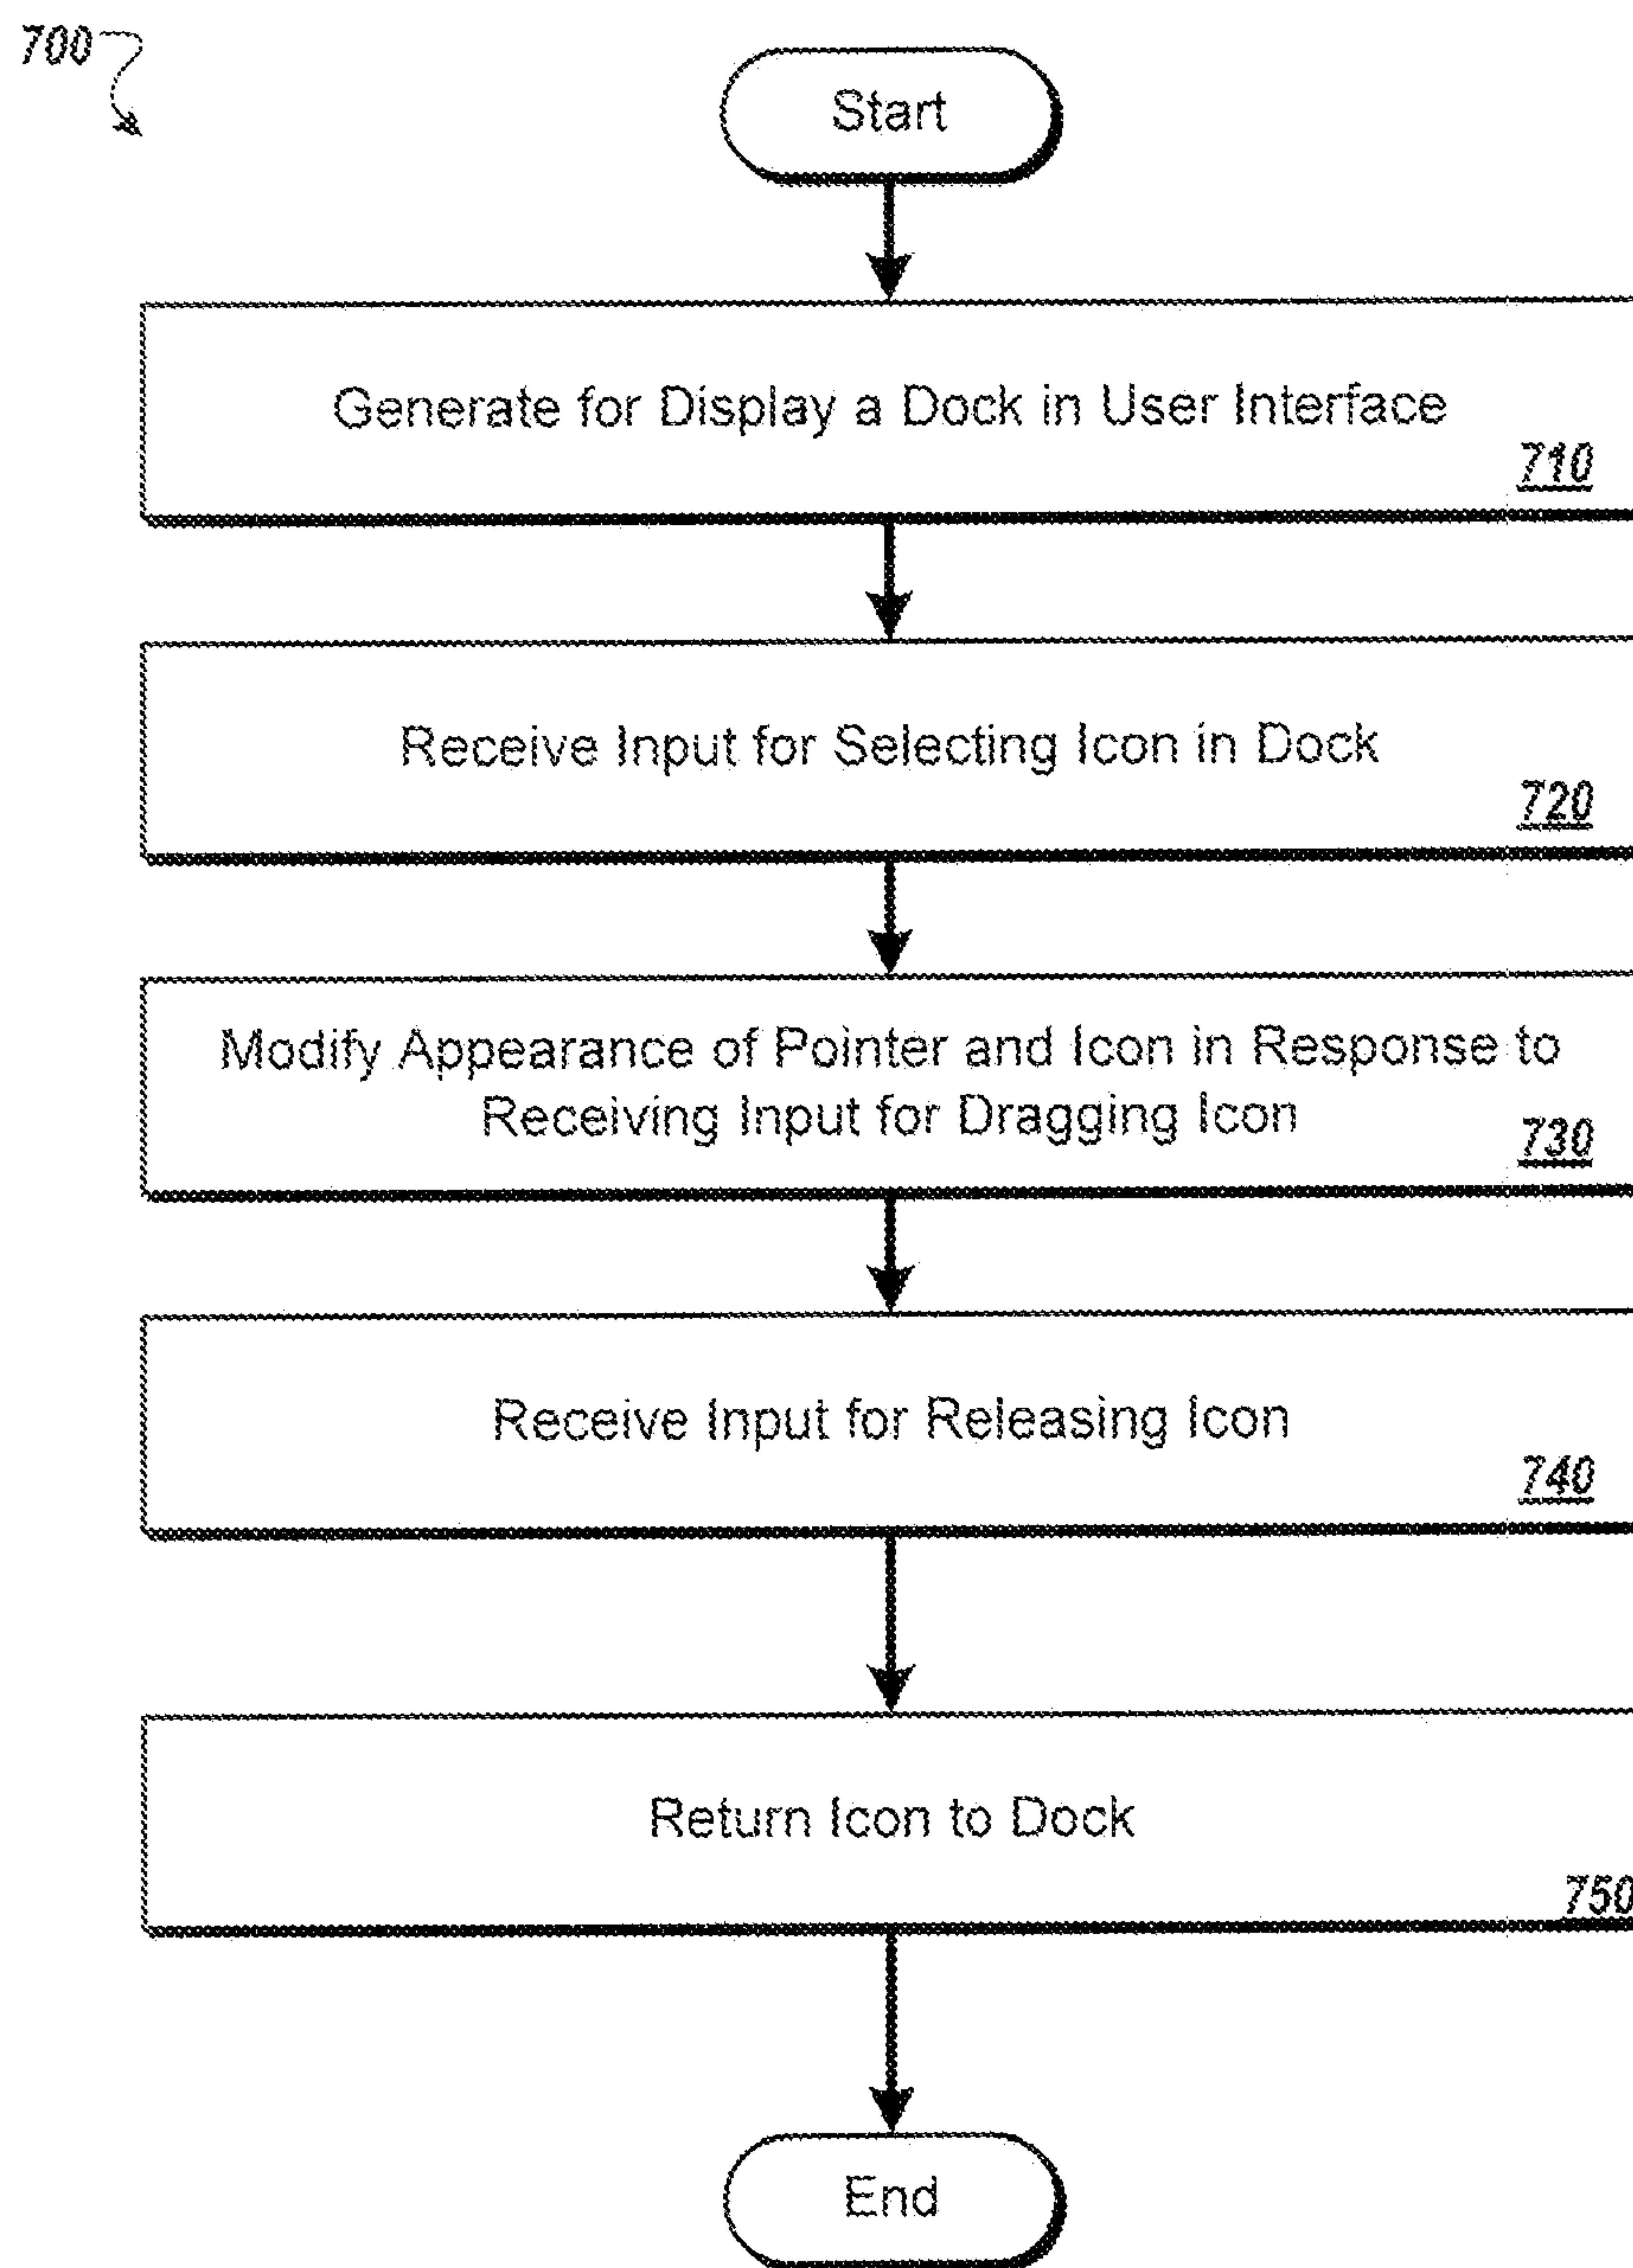 700
Start
Generate for Display a Dock in User Interface
710
Receive Input for Selecting Icon in Dock
720
Modify Appearance of Pointer and Icon in Response to
Receiving Input for Dragging Icon
730
Receive Input for Releasing Icon
740
Return Icon to Dock
750
End